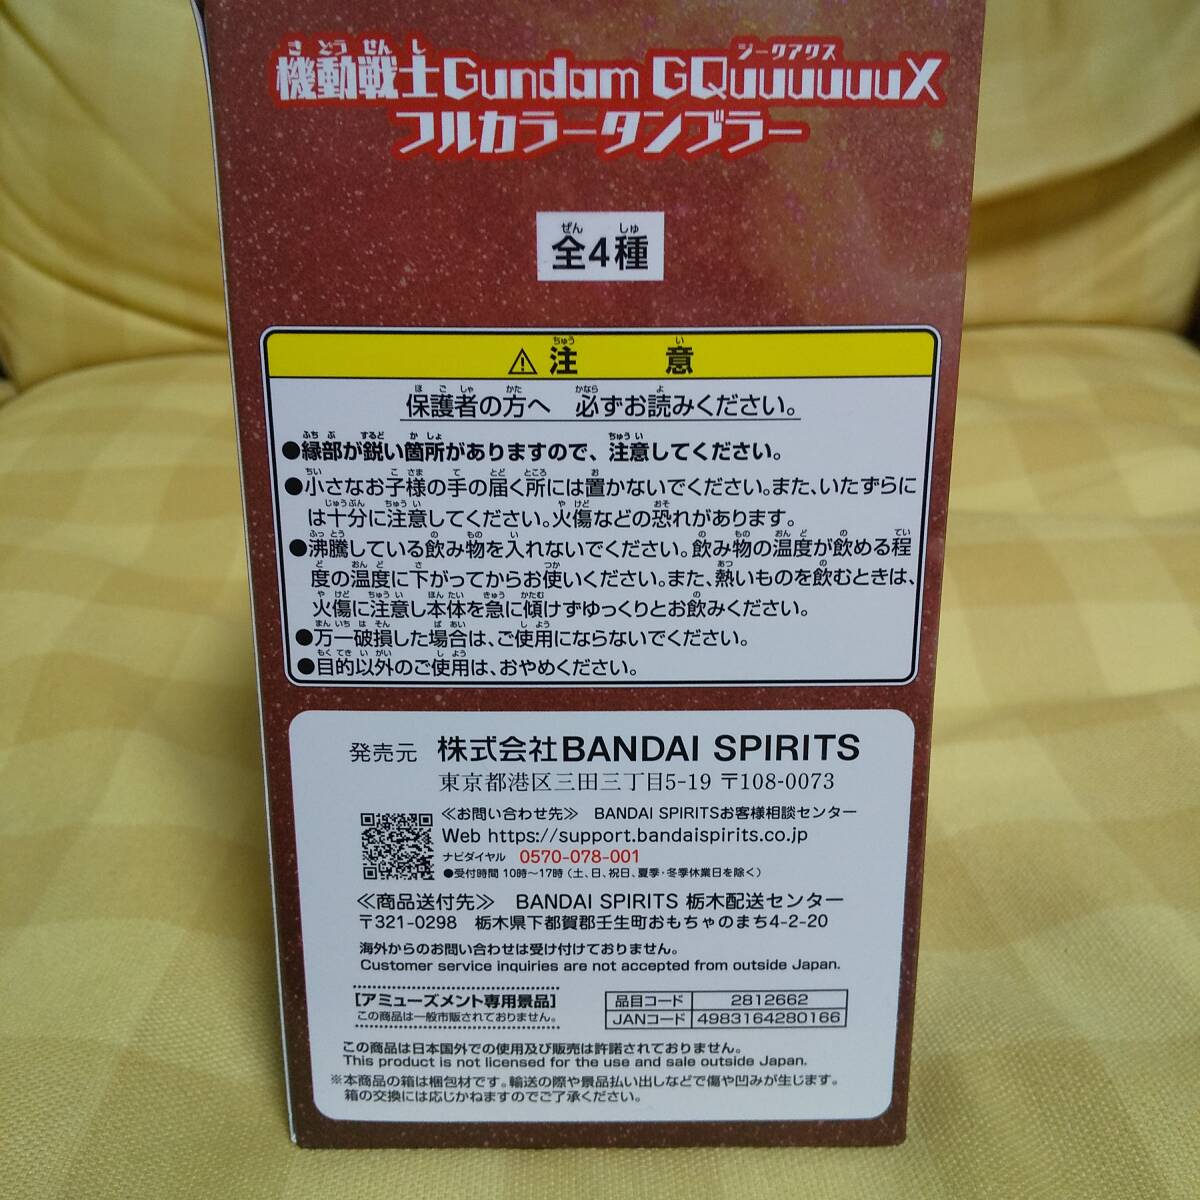 機動戦士Gundam GQuuuuuuX
フルカラータンブラー
全4種
⚠注意
保護者の方へ 必ずお読みください。
●縁部が鋭い箇所がありますので、注意してください。
●小さなお子様の手の届く所には置かないでください。また、いたずらに
は十分に注意してください。火傷などの恐れがあります。
●沸騰している飲み物を入れないでください。飲み物の温度が飲める程
度の温度に下がってからお使いください。また、熱いものを飲むときは、
火傷に注意し本体を急に傾けずゆっくりとお飲みください。
●万一破損した場合は、ご使用にならないでください。
●目的以外のご使用は、おやめください。
発売元 株式会社BANDAI SPIRITS
東京都港区三田三丁目5-19 〒108-0073
≪お問い合わせ先≫ BANDAI SPIRITSお客様相談センター
Web https://support.bandaispirits.co.jp
ナビダイヤル 0570-078-001
●受付時間 10時～17時(土、日、祝日、夏季・冬季休業日を除く)
≪商品送付先≫ BANDAI SPIRITS 栃木配送センター
〒321-0298 栃木県下都賀郡壬生町おもちゃのまち4-2-20
海外からのお問い合わせは受け付けておりません。
Customer service inquiries are not accepted from outside Japan.
[アミューズメント専用景品]
この商品は一般市販されておりません。
品目コード 2812662
JANコード 4983164280166
この商品は日本国外での使用及び販売は許諾されておりません。
This product is not licensed for the use and sale outside Japan.
※本商品の箱は梱包材です。輸送の際や景品払い出しなどで傷や凹みが生じます。
箱の交換には応じかねますのでご了承ください。